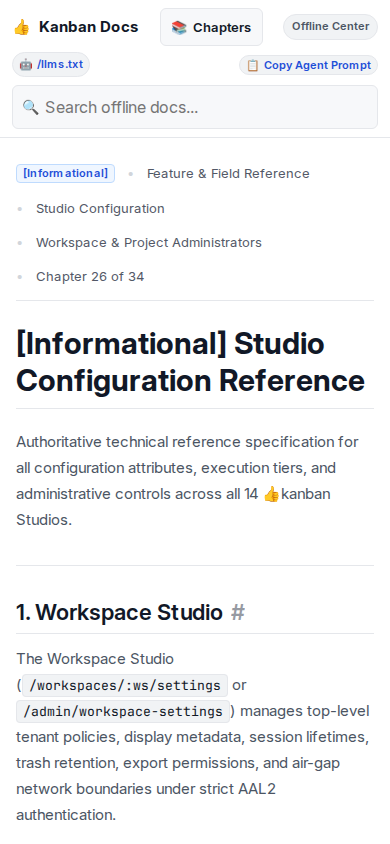 👍 Kanban Docs
📚 Chapters
Offline Center
🤖 /llms.txt
📋 Copy Agent Prompt
🔍 Search offline docs...
[Informational] • Feature & Field Reference
• Studio Configuration
• Workspace & Project Administrators
• Chapter 26 of 34
[Informational] Studio
Configuration Reference
Authoritative technical reference specification for
all configuration attributes, execution tiers, and
administrative controls across all 14 👍kanban
Studios.
1. Workspace Studio #
The Workspace Studio
(/workspaces/:ws/settings or
/admin/workspace-settings) manages top-level
tenant policies, display metadata, session lifetimes,
trash retention, export permissions, and air-gap
network boundaries under strict AAL2
authentication.